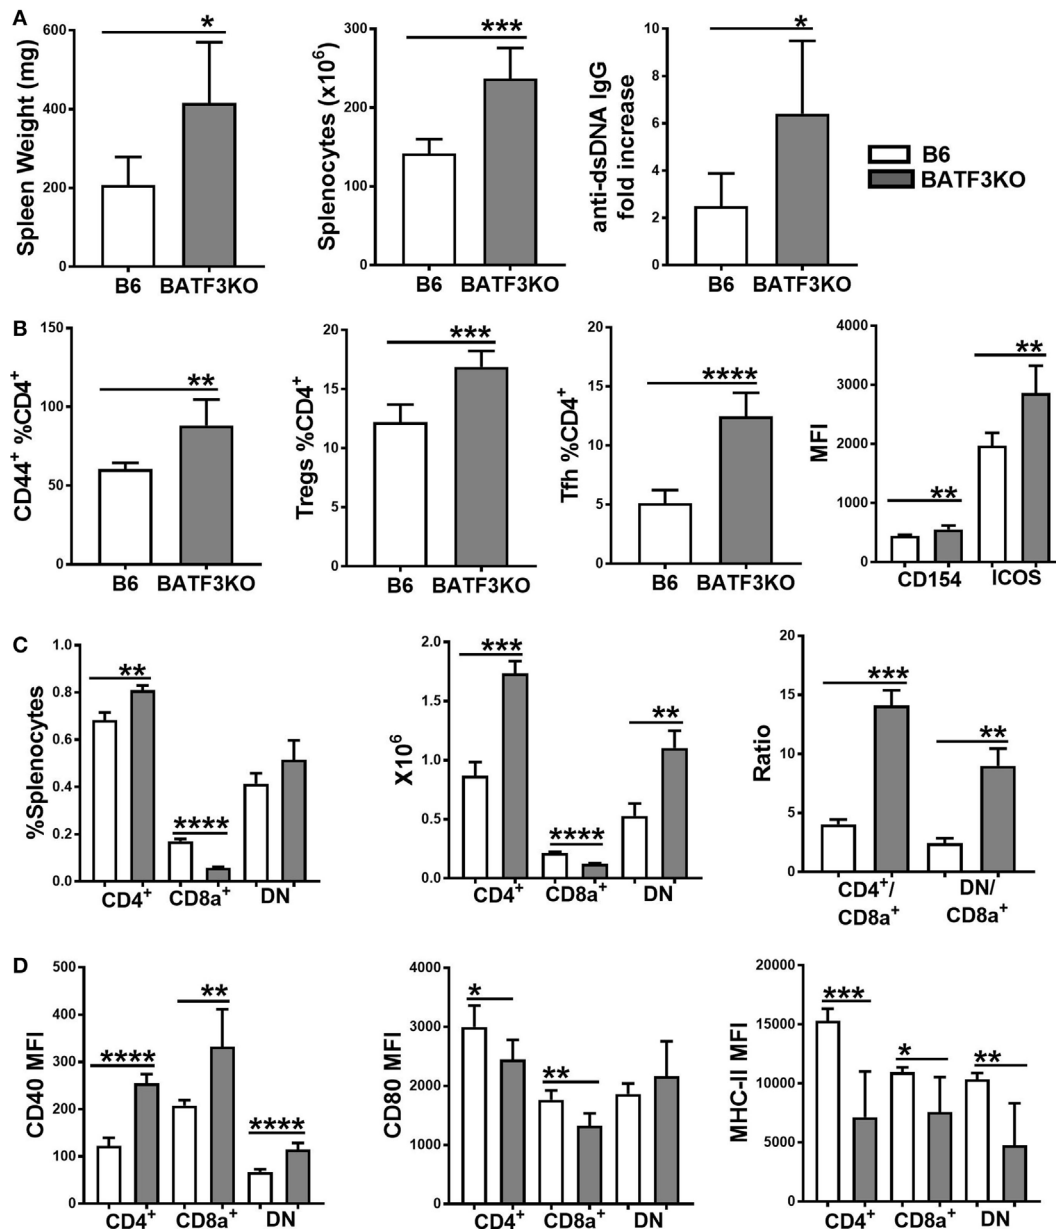 A
Spleen Weight (mg)
600
400
200
0
*
B6 BATF3KO
Splenocytes (x10⁶)
300
200
100
0
***
B6 BATF3KO
anti-dsDNA IgG
fold increase
10
8
6
4
2
0
*
B6 BATF3KO
B6
BATF3KO
B
CD44⁺ %CD4⁺
150
100
50
0
**
B6 BATF3KO
Tregs %CD4⁺
20
15
10
5
0
***
B6 BATF3KO
Tfh %CD4⁺
20
15
10
5
0
****
B6 BATF3KO
MFI
4000
3000
2000
1000
0
**
**
CD154 ICOS
C
%Splenocytes
1.0
0.8
0.6
0.4
0.2
0.0
**
****
CD4⁺ CD8a⁺ DN
X10⁶
2.0
1.5
1.0
0.5
0.0
***
****
**
CD4⁺ CD8a⁺ DN
Ratio
20
15
10
5
0
***
**
CD4⁺/ DN/
CD8a⁺ CD8a⁺
D
CD40 MFI
500
400
300
200
100
0
****
**
****
CD4⁺ CD8a⁺ DN
CD80 MFI
4000
3000
2000
1000
0
*
**
CD4⁺ CD8a⁺ DN
MHC-II MFI
20000
15000
10000
5000
0
***
*
**
CD4⁺ CD8a⁺ DN